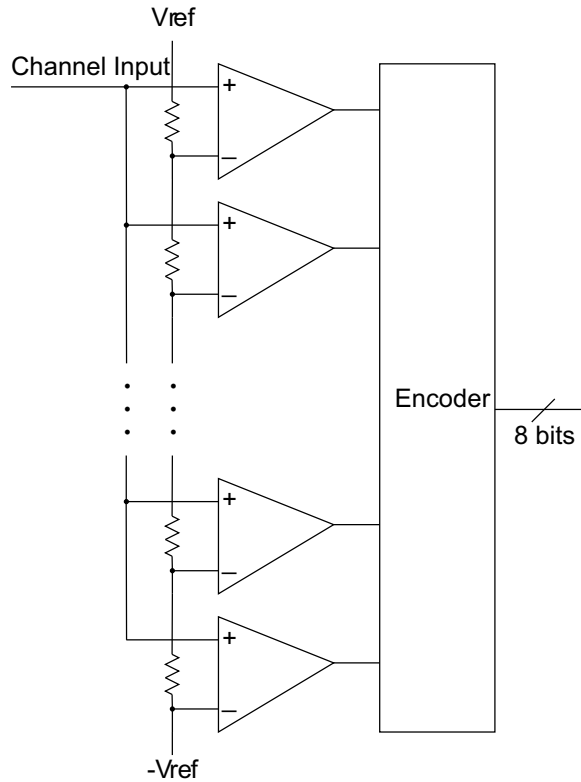 Vref
Channel Input
+
−
+
−
Encoder
8 bits
+
−
+
−
-Vref